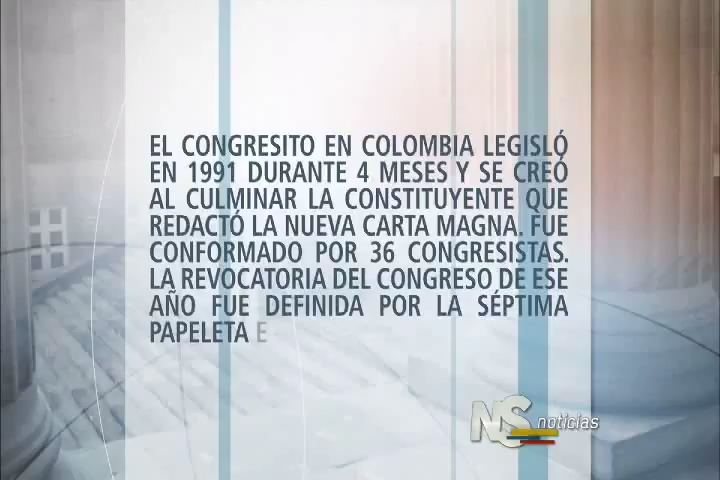 EL CONGRESITO EN COLOMBIA LEGISLÓ
EN 1991 DURANTE 4 MESES Y SE CREÓ
AL CULMINAR LA CONSTITUYENTE QUE
REDACTÓ LA NUEVA CARTA MAGNA. FUE
CONFORMADO POR 36 CONGRESISTAS.
LA REVOCATORIA DEL CONGRESO DE ESE
AÑO FUE DEFINIDA POR LA SÉPTIMA
PAPELETA E
NS noticias